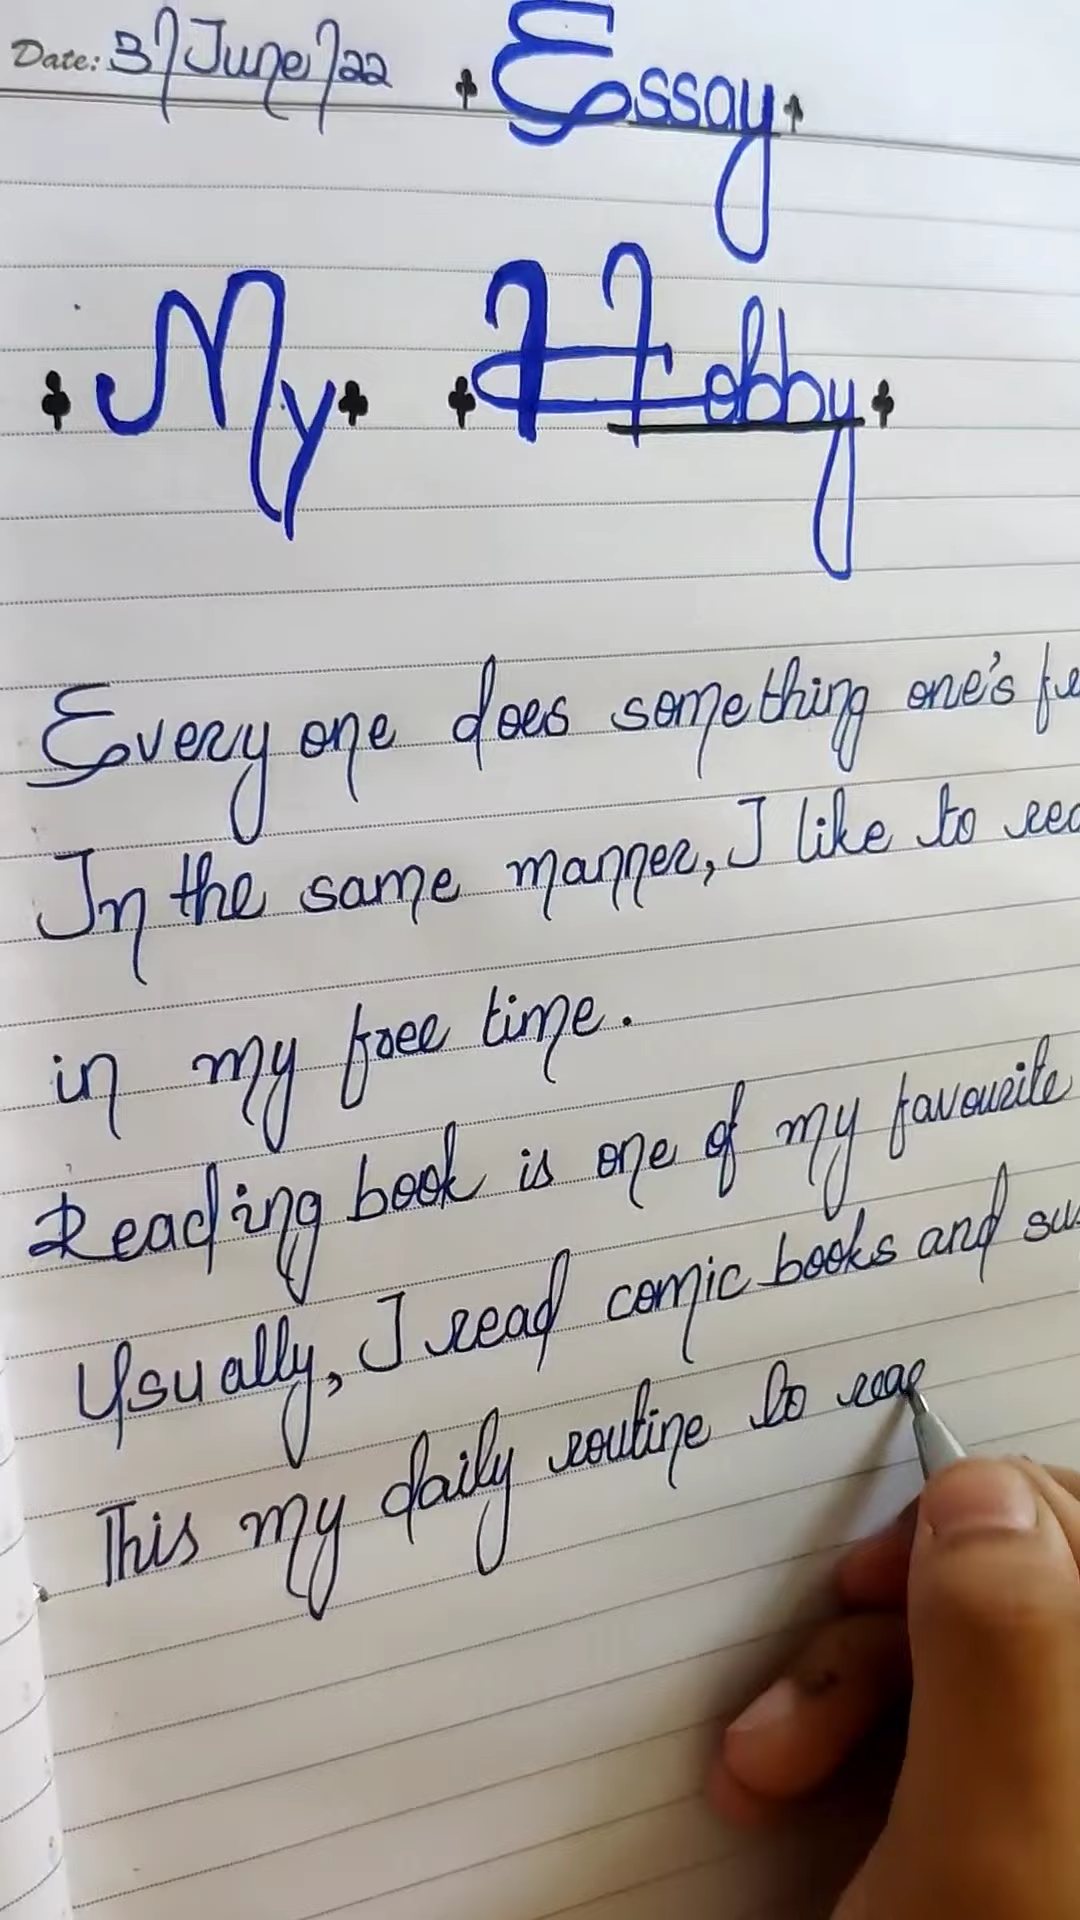 Date: 3/June/22
Essay
My Hobby
Every one does something one's
In the same manner, I like to
in my free time.
Reading book is one of my favourite
Usually, I read comic books and
This my daily routine to